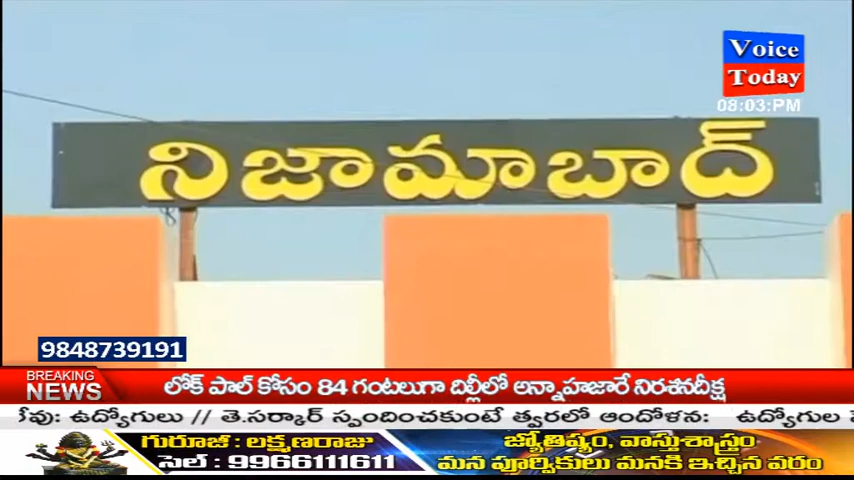 Voice
Today
08:03:PM
నిజామాబాద్
9848739191
BREAKING
NEWS
లోక్ పాల్ కోసం 84 గంటలుగా దిల్లీలో అన్నాహజారే నిరశనదీక్ష
లేవు: ఉద్యోగులు // తె.సర్కార్ స్పందించకుంటే త్వరలో ఆందోళన: ఉద్యోగుల
గురూజీ : లక్ష్మణరాజు
సెల్ : 9966111611
జ్యోతిష్యం, వాస్తుశాస్త్రం
మన పూర్వికులు మనకి ఇచ్చిన వరం